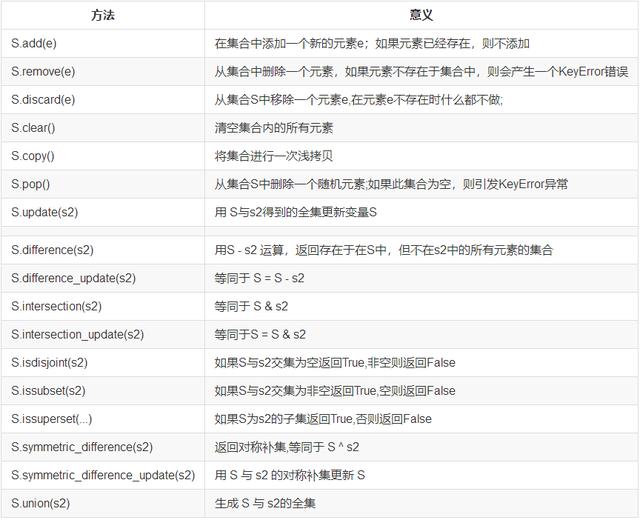 方法 意义
S.add(e) 在集合中添加一个新的元素e；如果元素已经存在，则不添加
S.remove(e) 从集合中删除一个元素，如果元素不存在于集合中，则会产生一个KeyError错误
S.discard(e) 从集合S中移除一个元素e,在元素e不存在时什么都不做;
S.clear() 清空集合内的所有元素
S.copy() 将集合进行一次浅拷贝
S.pop() 从集合S中删除一个随机元素;如果此集合为空，则引发KeyError异常
S.update(s2) 用 S与s2得到的全集更新变量S
S.difference(s2) 用S - s2 运算，返回存在于在S中，但不在s2中的所有元素的集合
S.difference_update(s2) 等同于 S = S - s2
S.intersection(s2) 等同于 S & s2
S.intersection_update(s2) 等同于S = S & s2
S.isdisjoint(s2) 如果S与s2交集为空返回True,非空则返回False
S.issubset(s2) 如果S与s2交集为非空返回True,空则返回False
S.issuperset(...) 如果S为s2的子集返回True,否则返回False
S.symmetric_difference(s2) 返回对称补集,等同于 S ^ s2
S.symmetric_difference_update(s2) 用 S 与 s2 的对称补集更新 S
S.union(s2) 生成 S 与 s2的全集